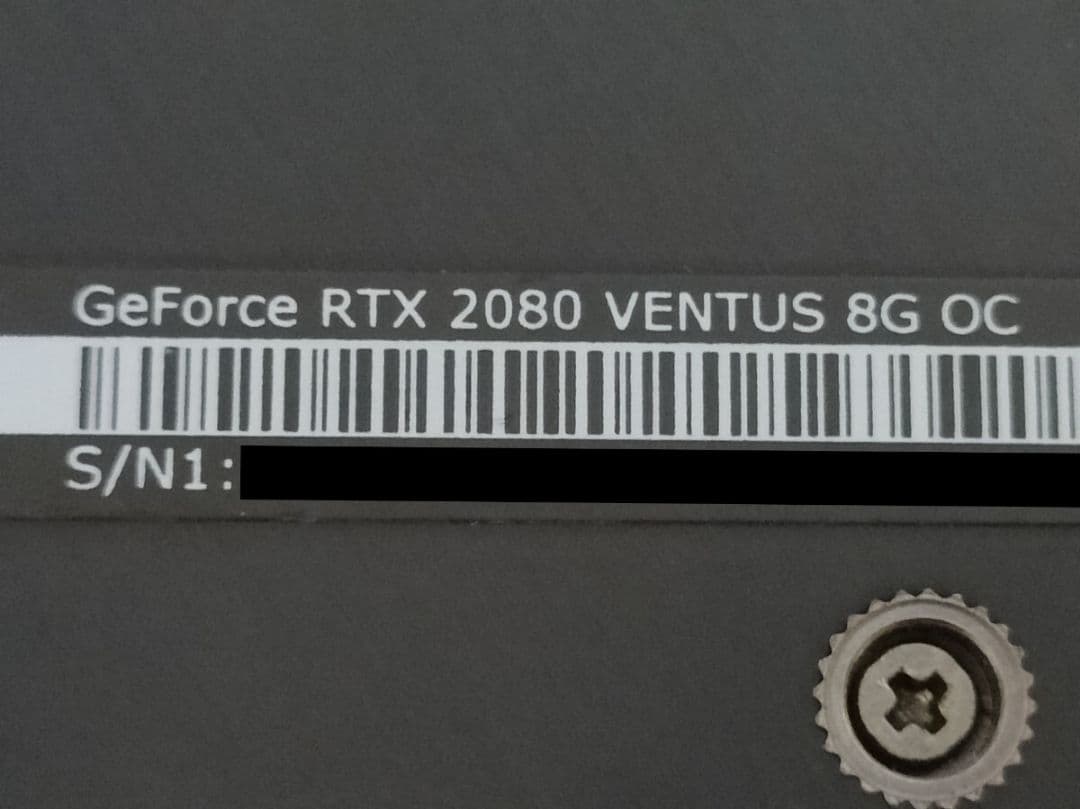 GeForce RTX 2080 VENTUS 8G OC
S/N1: